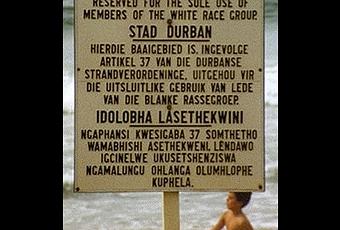 RESERVED FOR THE SOLE USE OF
MEMBERS OF THE WHITE RACE GROUP.
STAD DURBAN
HIERDIE BAAIGEBIED IS, INGEVOLGE
ARTIKEL 37 VAN DIE DURBANSE
STRANDVERORDENINGE, UITGEHOU VIR
DIE UITSLUITLIKE GEBRUIK VAN LEDE
VAN DIE BLANKE RASSEGROEP.
IDOLOBHA LASETHEKWINI
NGAPHANSI KWESIGABA 37 SOMTHETHO
WAMABHISHI ASETHEKWENI, LENDAWO
IGCINELWE UKUSETSHENZISWA
NGAMALUNGU OHLANGA OLUMHLOPHE
KUPHELA.